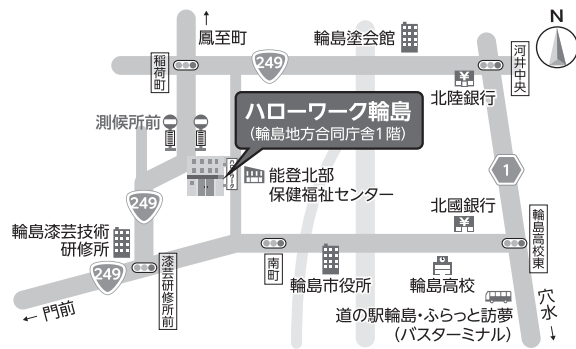 ↑
鳳至町
輪島塗会館
N
稲荷町
249
河井中央
北陸銀行
測候所前
ハローワーク輪島
(輪島地方合同庁舎1階)
ハローワーク
能登北部
保健福祉センター
1
249
北國銀行
輪島漆芸技術
研修所
輪島高校東
南町
249
漆芸研修所前
輪島市役所
輪島高校
← 門前
道の駅輪島・ふらっと訪夢
(バスターミナル)
穴水
↓